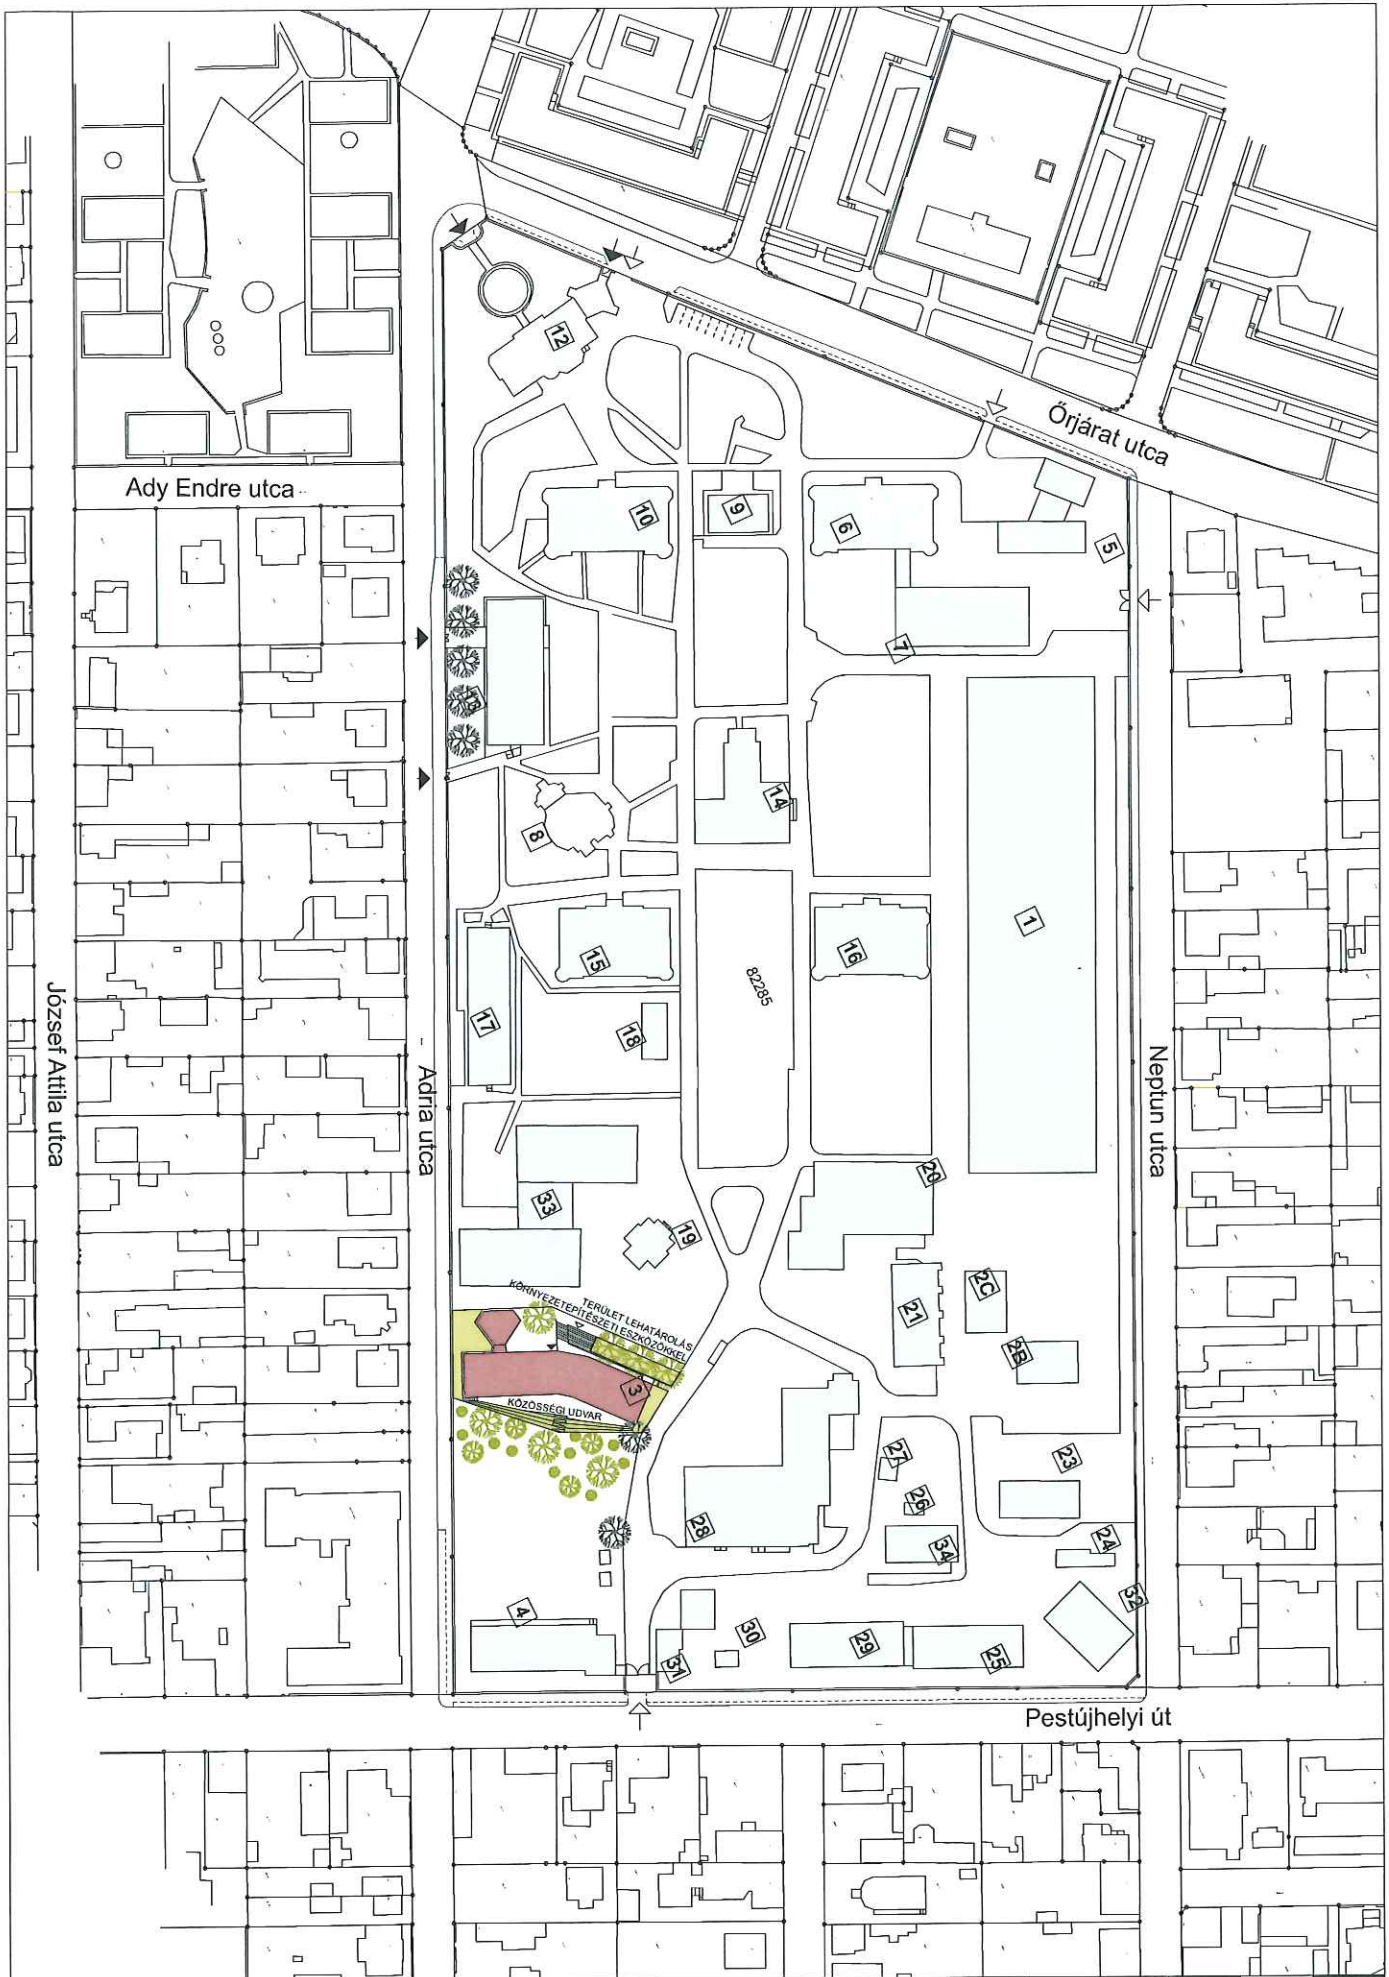 Őrjárat utca
12
Ady Endre utca
10
9
6
5
7
13
14
8
1
15
16
82285
17
18
József Attila utca
Adria utca
Neptun utca
20
33
19
2C
21
2B
TERÜLET LEHATÁROLÁS
KÖRNYEZETÉPÍTÉSZETI ESZKÖZÖKKEL
3
KÖZÖSSÉGI UDVAR
27
23
26
28
34
24
32
4
30
29
25
31
Pestújhelyi út